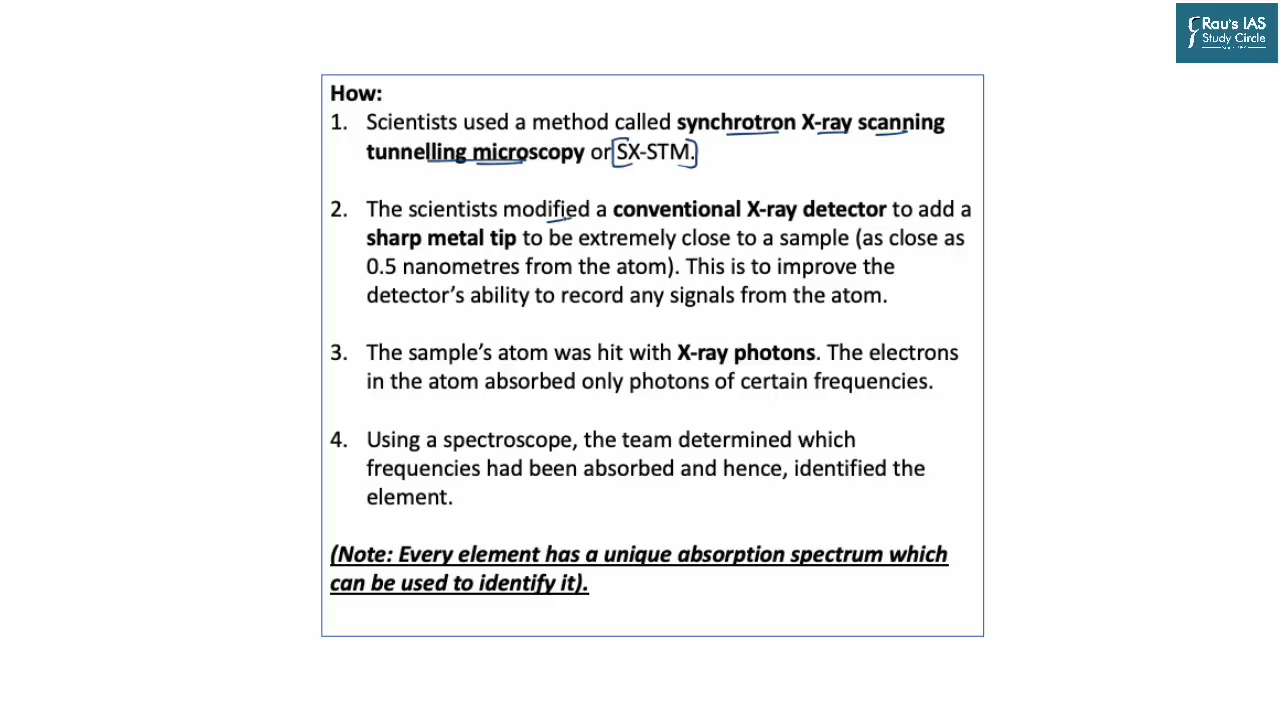 Rau's IAS
Study Circle
How:
1. Scientists used a method called synchrotron X-ray scanning
tunnelling microscopy or SX-STM.
2. The scientists modified a conventional X-ray detector to add a
sharp metal tip to be extremely close to a sample (as close as
0.5 nanometres from the atom). This is to improve the
detector's ability to record any signals from the atom.
3. The sample's atom was hit with X-ray photons. The electrons
in the atom absorbed only photons of certain frequencies.
4. Using a spectroscope, the team determined which
frequencies had been absorbed and hence, identified the
element.
(Note: Every element has a unique absorption spectrum which
can be used to identify it).